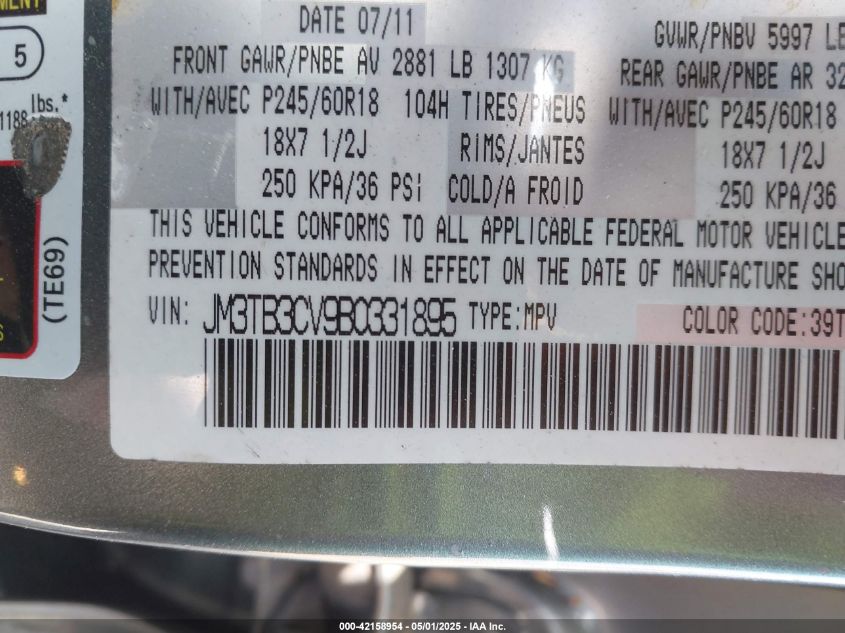 MENT
5
lbs.*
1188
(TE69)
S
DATE 07/11
GVWR/PNBV 5997 LB
FRONT GAWR/PNBE AV 2881 LB 1307 KG
REAR GAWR/PNBE AR 32
WITH/AVEC P245/60R18 104H TIRES/PNEUS WITH/AVEC P245/60R18
18X7 1/2J RIMS/JANTES 18X7 1/2J
250 KPA/36 PSi COLD/A FROID 250 KPA/36
THIS VEHICLE CONFORMS TO ALL APPLICABLE FEDERAL MOTOR VEHICLE
PREVENTION STANDARDS IN EFFECT ON THE DATE OF MANUFACTURE SHO
VIN: JM3TB3CV9B0331895 TYPE:MPV COLOR CODE:39T
000-42158954 - 05/01/2025 - IAA Inc.